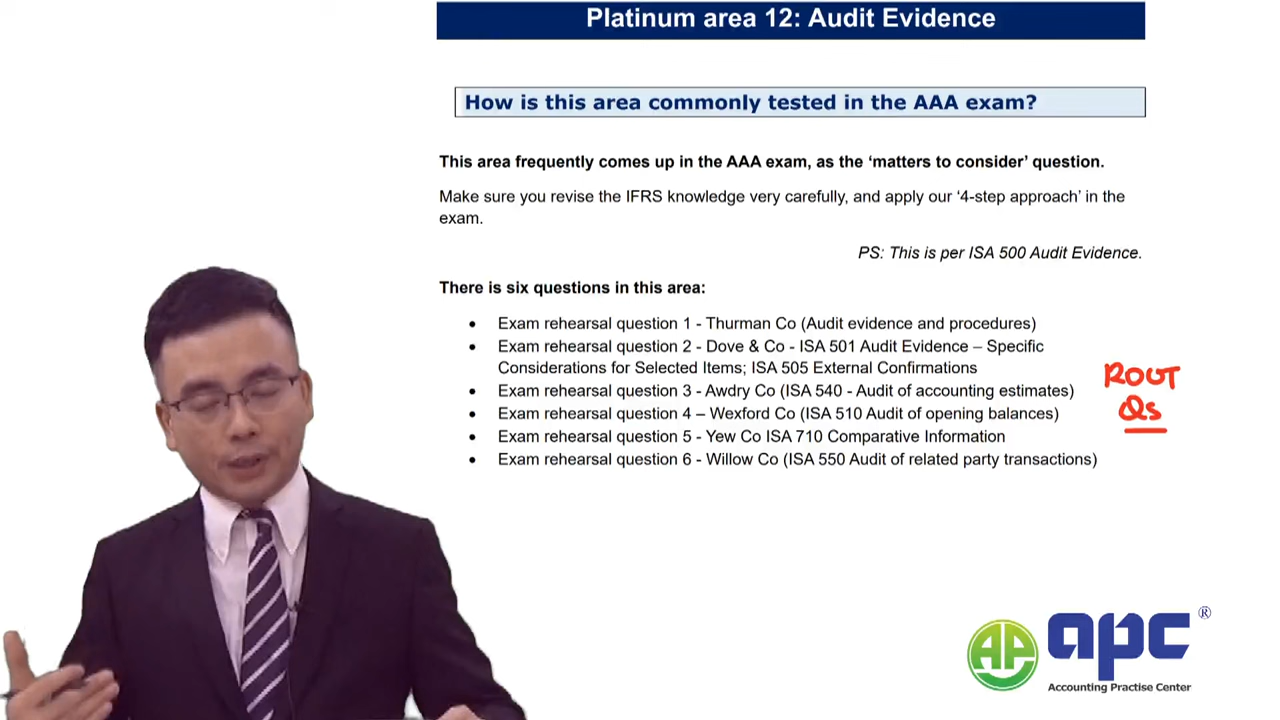 Platinum area 12: Audit Evidence
How is this area commonly tested in the AAA exam?
This area frequently comes up in the AAA exam, as the ‘matters to consider’ question.
Make sure you revise the IFRS knowledge very carefully, and apply our ‘4-step approach’ in the
exam.
PS: This is per ISA 500 Audit Evidence.
There is six questions in this area:
• Exam rehearsal question 1 - Thurman Co (Audit evidence and procedures)
• Exam rehearsal question 2 - Dove & Co - ISA 501 Audit Evidence – Specific
Considerations for Selected Items; ISA 505 External Confirmations
• Exam rehearsal question 3 - Awdry Co (ISA 540 - Audit of accounting estimates)
• Exam rehearsal question 4 – Wexford Co (ISA 510 Audit of opening balances)
• Exam rehearsal question 5 - Yew Co ISA 710 Comparative Information
• Exam rehearsal question 6 - Willow Co (ISA 550 Audit of related party transactions)
ROUT
Qs
AP apc ®
Accounting Practise Center